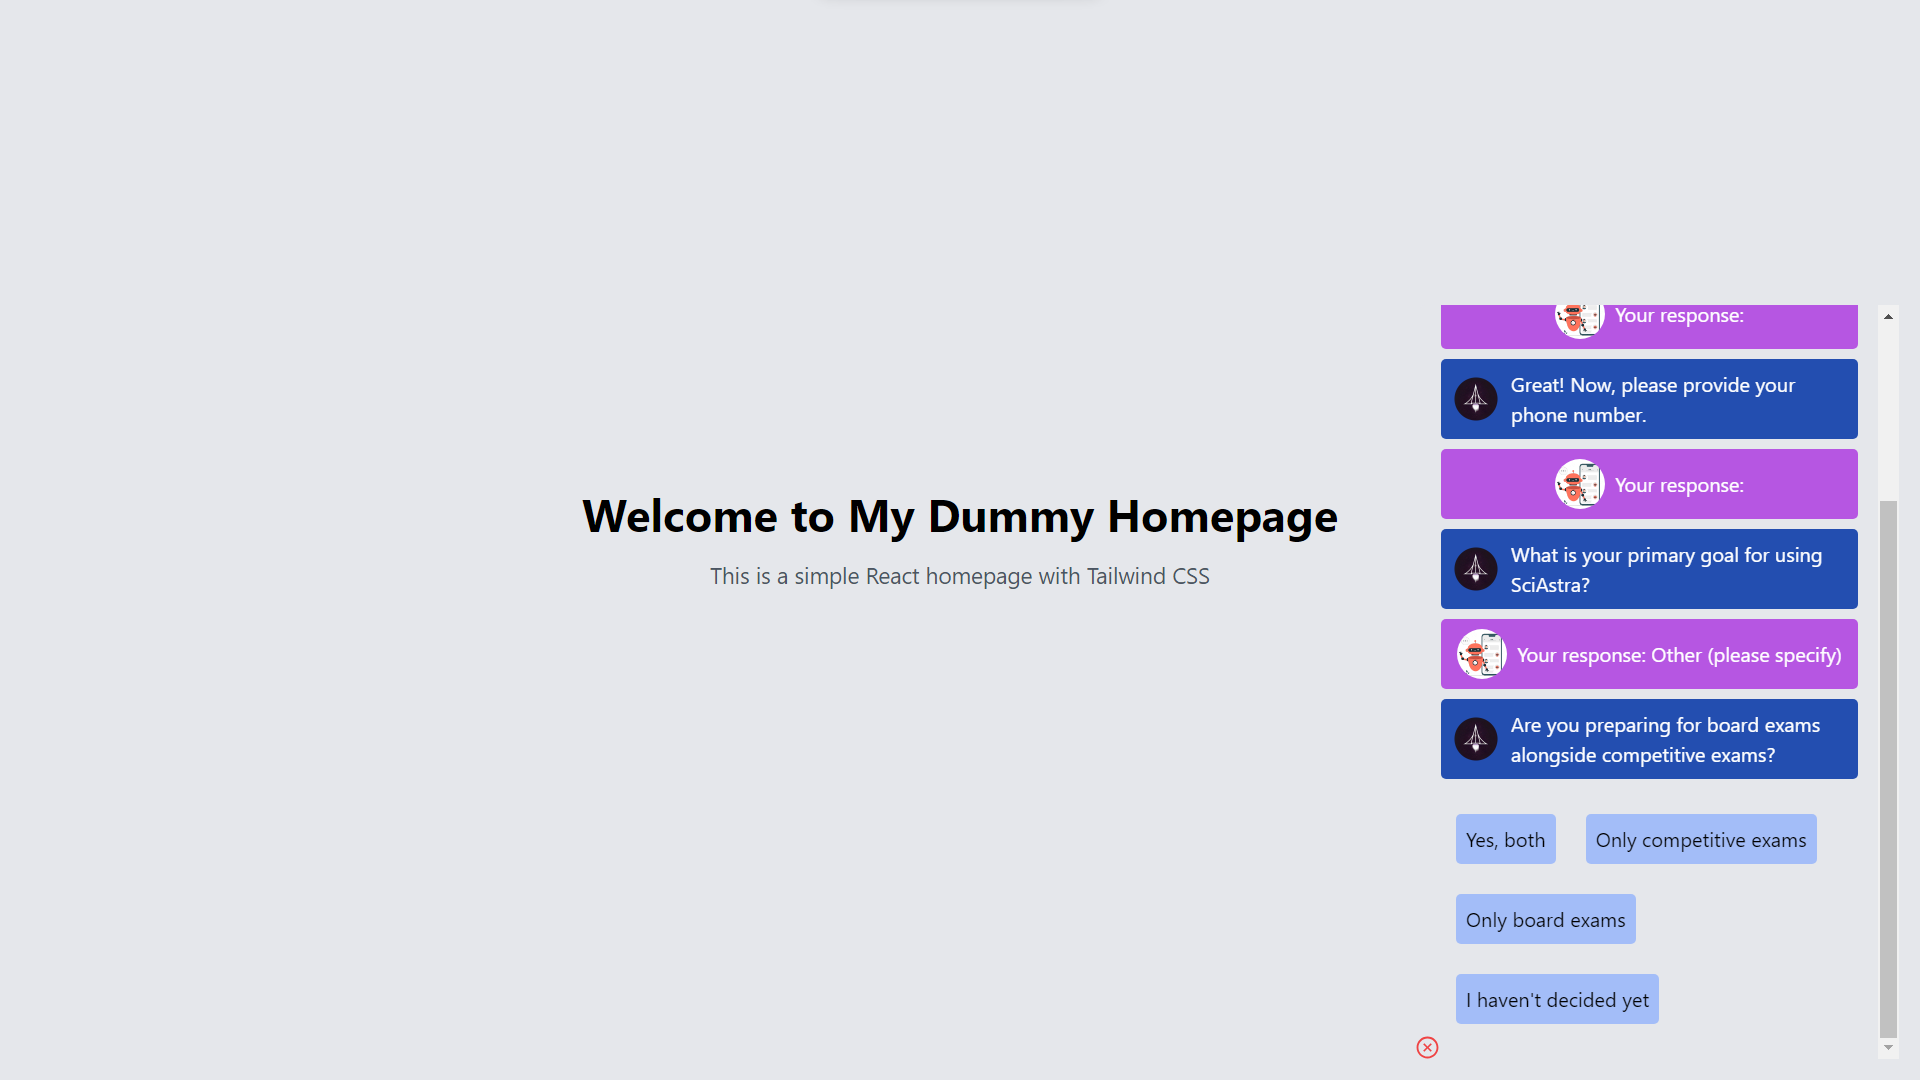 Welcome to My Dummy Homepage
This is a simple React homepage with Tailwind CSS
Your response:
Great! Now, please provide your
phone number.
Your response:
What is your primary goal for using
SciAstra?
Your response: Other (please specify)
Are you preparing for board exams
alongside competitive exams?
Yes, both
Only competitive exams
Only board exams
I haven't decided yet